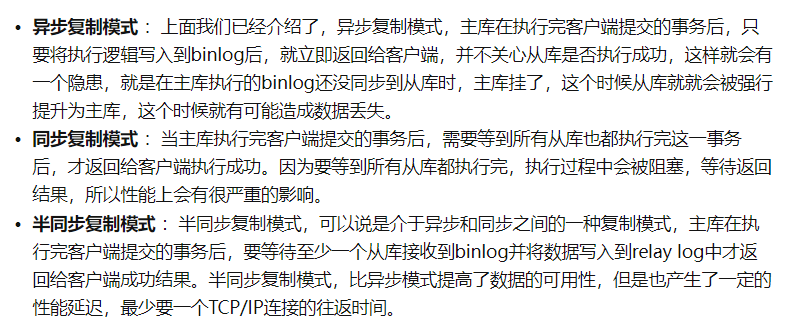 • 异步复制模式 ：上面我们已经介绍了，异步复制模式，主库在执行完客户端提交的事务后，只
要将执行逻辑写入到binlog后，就立即返回给客户端，并不关心从库是否执行成功，这样就会有
一个隐患，就是在主库执行的binlog还没同步到从库时，主库挂了，这个时候从库就就会被强行
提升为主库，这个时候就有可能造成数据丢失。
• 同步复制模式 ：当主库执行完客户端提交的事务后，需要等到所有从库也都执行完这一事务
后，才返回给客户端执行成功。因为要等到所有从库都执行完，执行过程中会被阻塞，等待返回
结果，所以性能上会有很严重的影响。
• 半同步复制模式 ：半同步复制模式，可以说是介于异步和同步之间的一种复制模式，主库在执
行完客户端提交的事务后，要等待至少一个从库接收到binlog并将数据写入到relay log中才返
回给客户端成功结果。半同步复制模式，比异步模式提高了数据的可用性，但是也产生了一定的
性能延迟，最少要一个TCP/IP连接的往返时间。